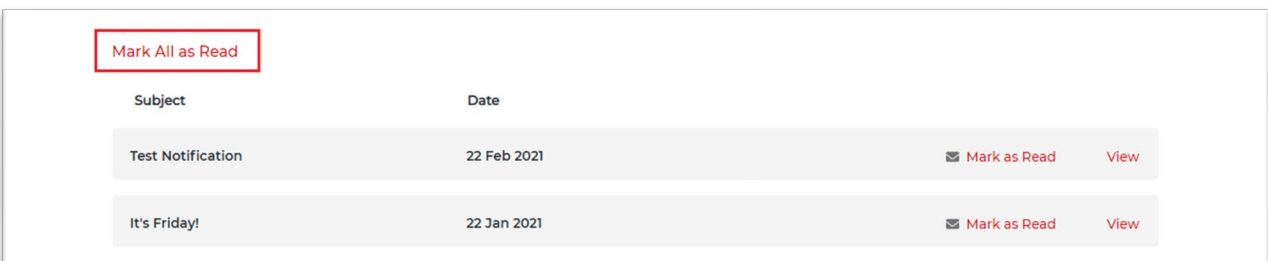 Mark All as Read
Subject Date
Test Notification 22 Feb 2021 Mark as Read View
It's Friday! 22 Jan 2021 Mark as Read View